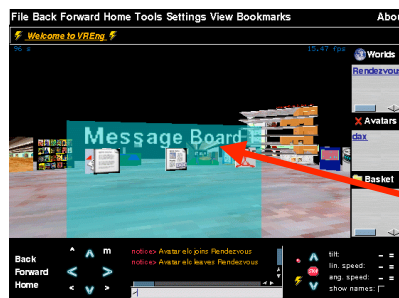 File Back Forward Home Tools Settings View Bookmarks Abou
Welcome to VREng
96 s 15.47 fps
Worlds
Rendezvous
Message Board
Avatars
dax
Basket
Back
Forward
Home
m
notice> Avatar elc joins Rendezvous
notice> Avatar elc leaves Rendezvous
tilt: - =
lin. speed: - =
ang. speed: - =
show names: